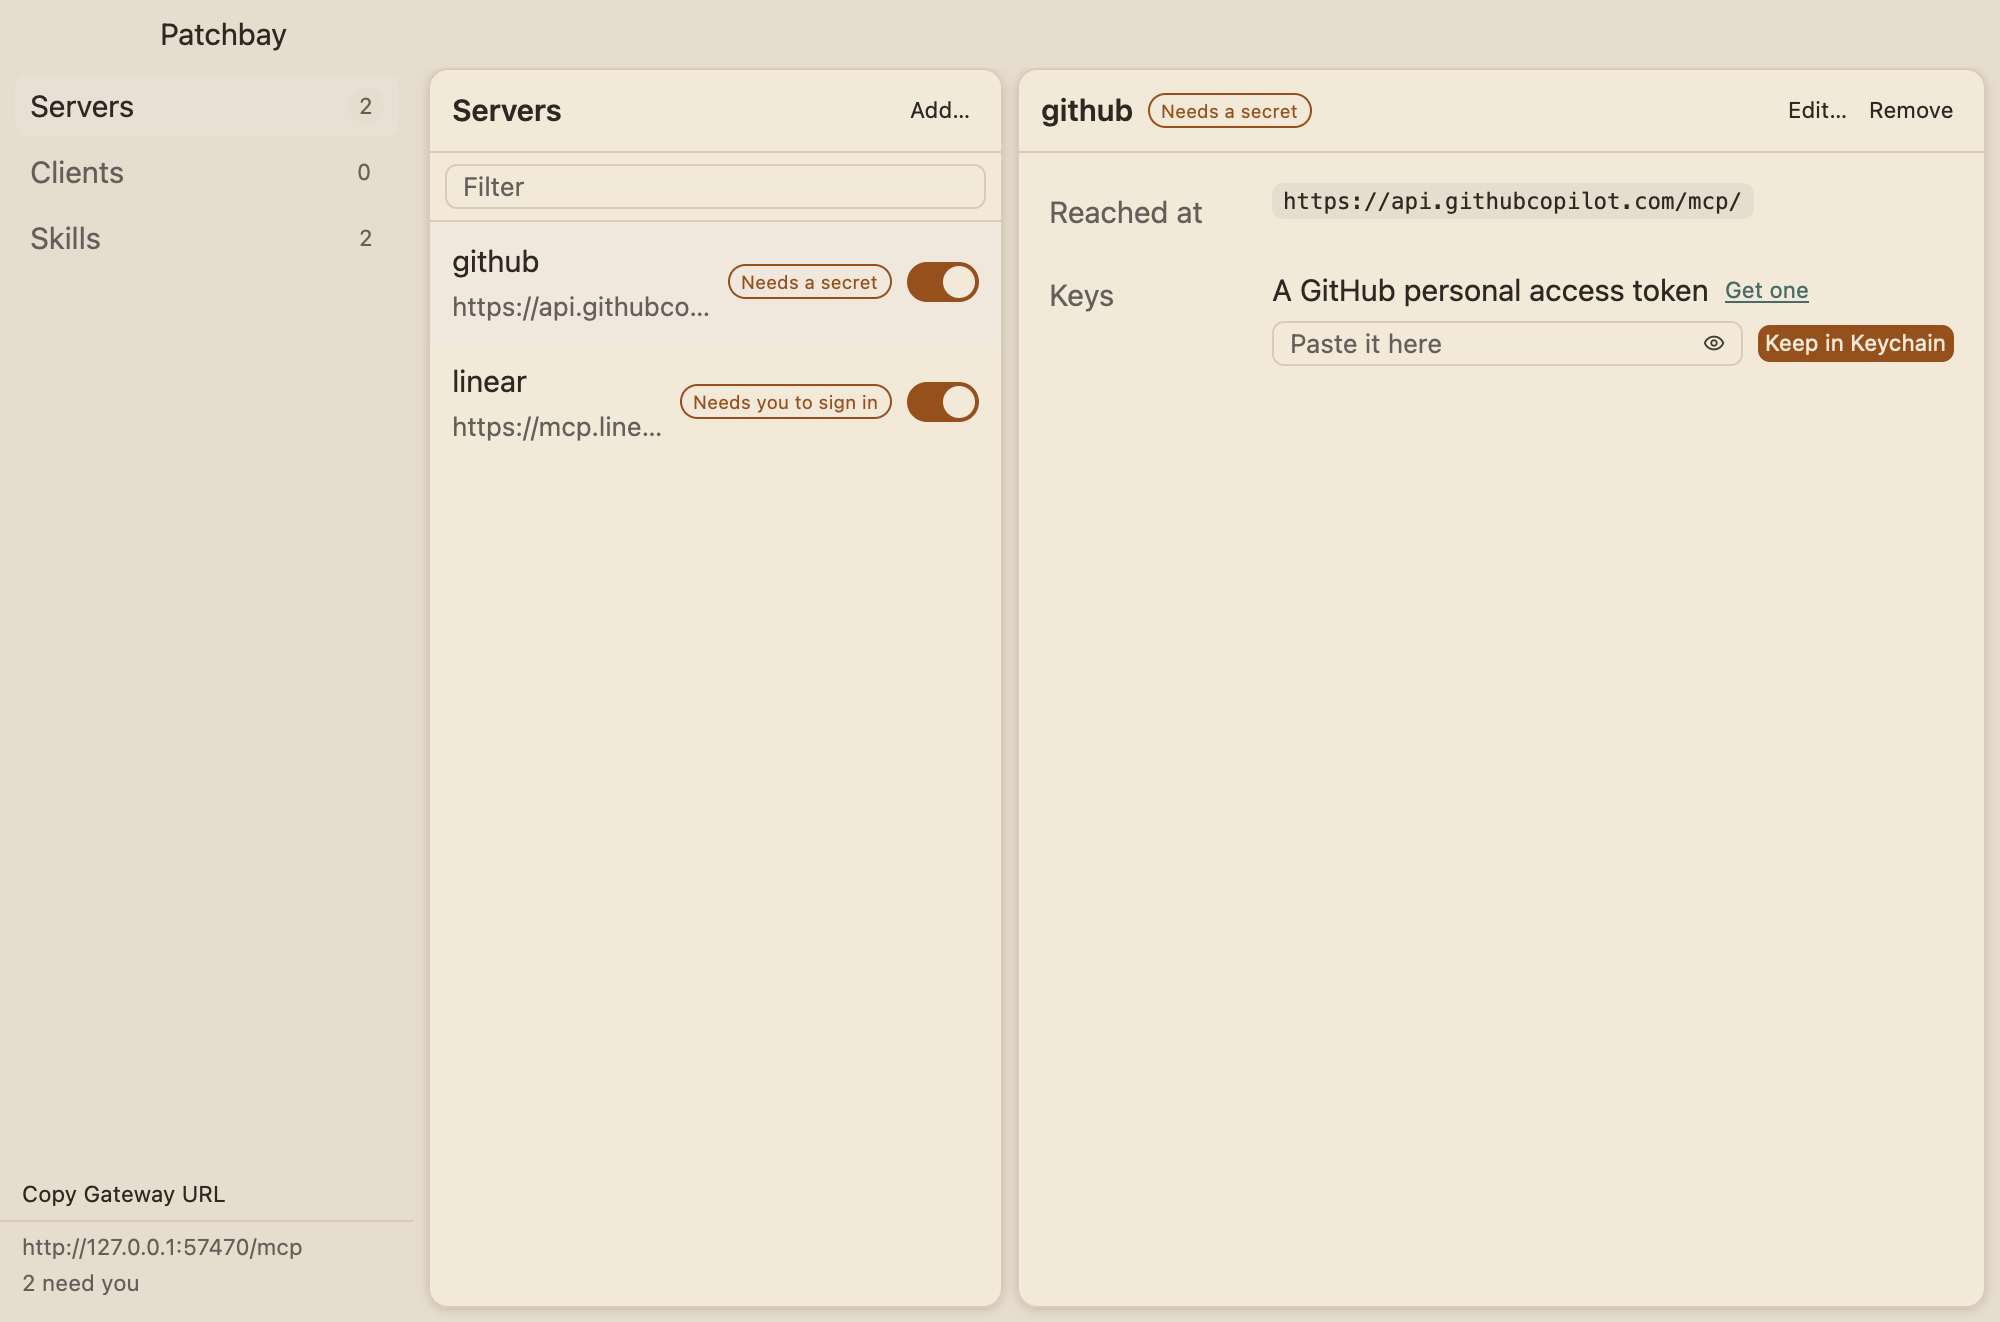 Patchbay
Servers 2
Clients 0
Skills 2
Copy Gateway URL
http://127.0.0.1:57470/mcp
2 need you
Servers Add...
Filter
github
Needs a secret
https://api.githubco...
linear
Needs you to sign in
https://mcp.line...
github Needs a secret Edit... Remove
Reached at https://api.githubcopilot.com/mcp/
Keys A GitHub personal access token Get one
Paste it here Keep in Keychain